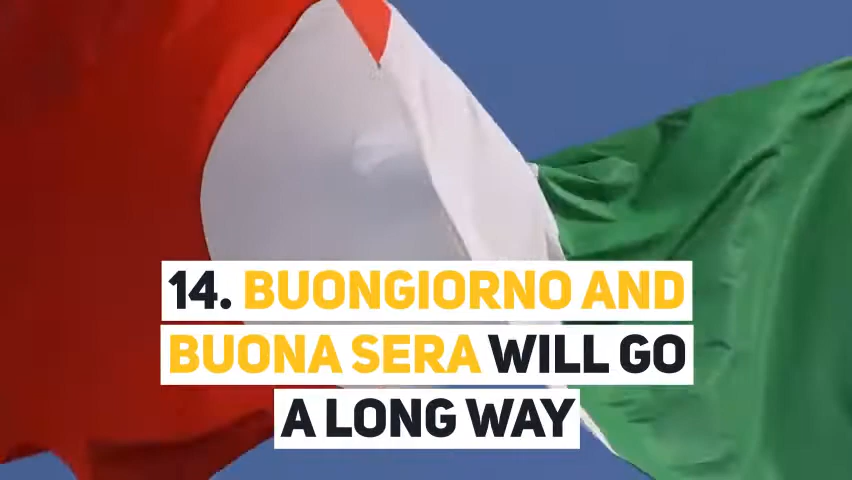 14. BUONGIORNO AND
BUONA SERA WILL GO
A LONG WAY